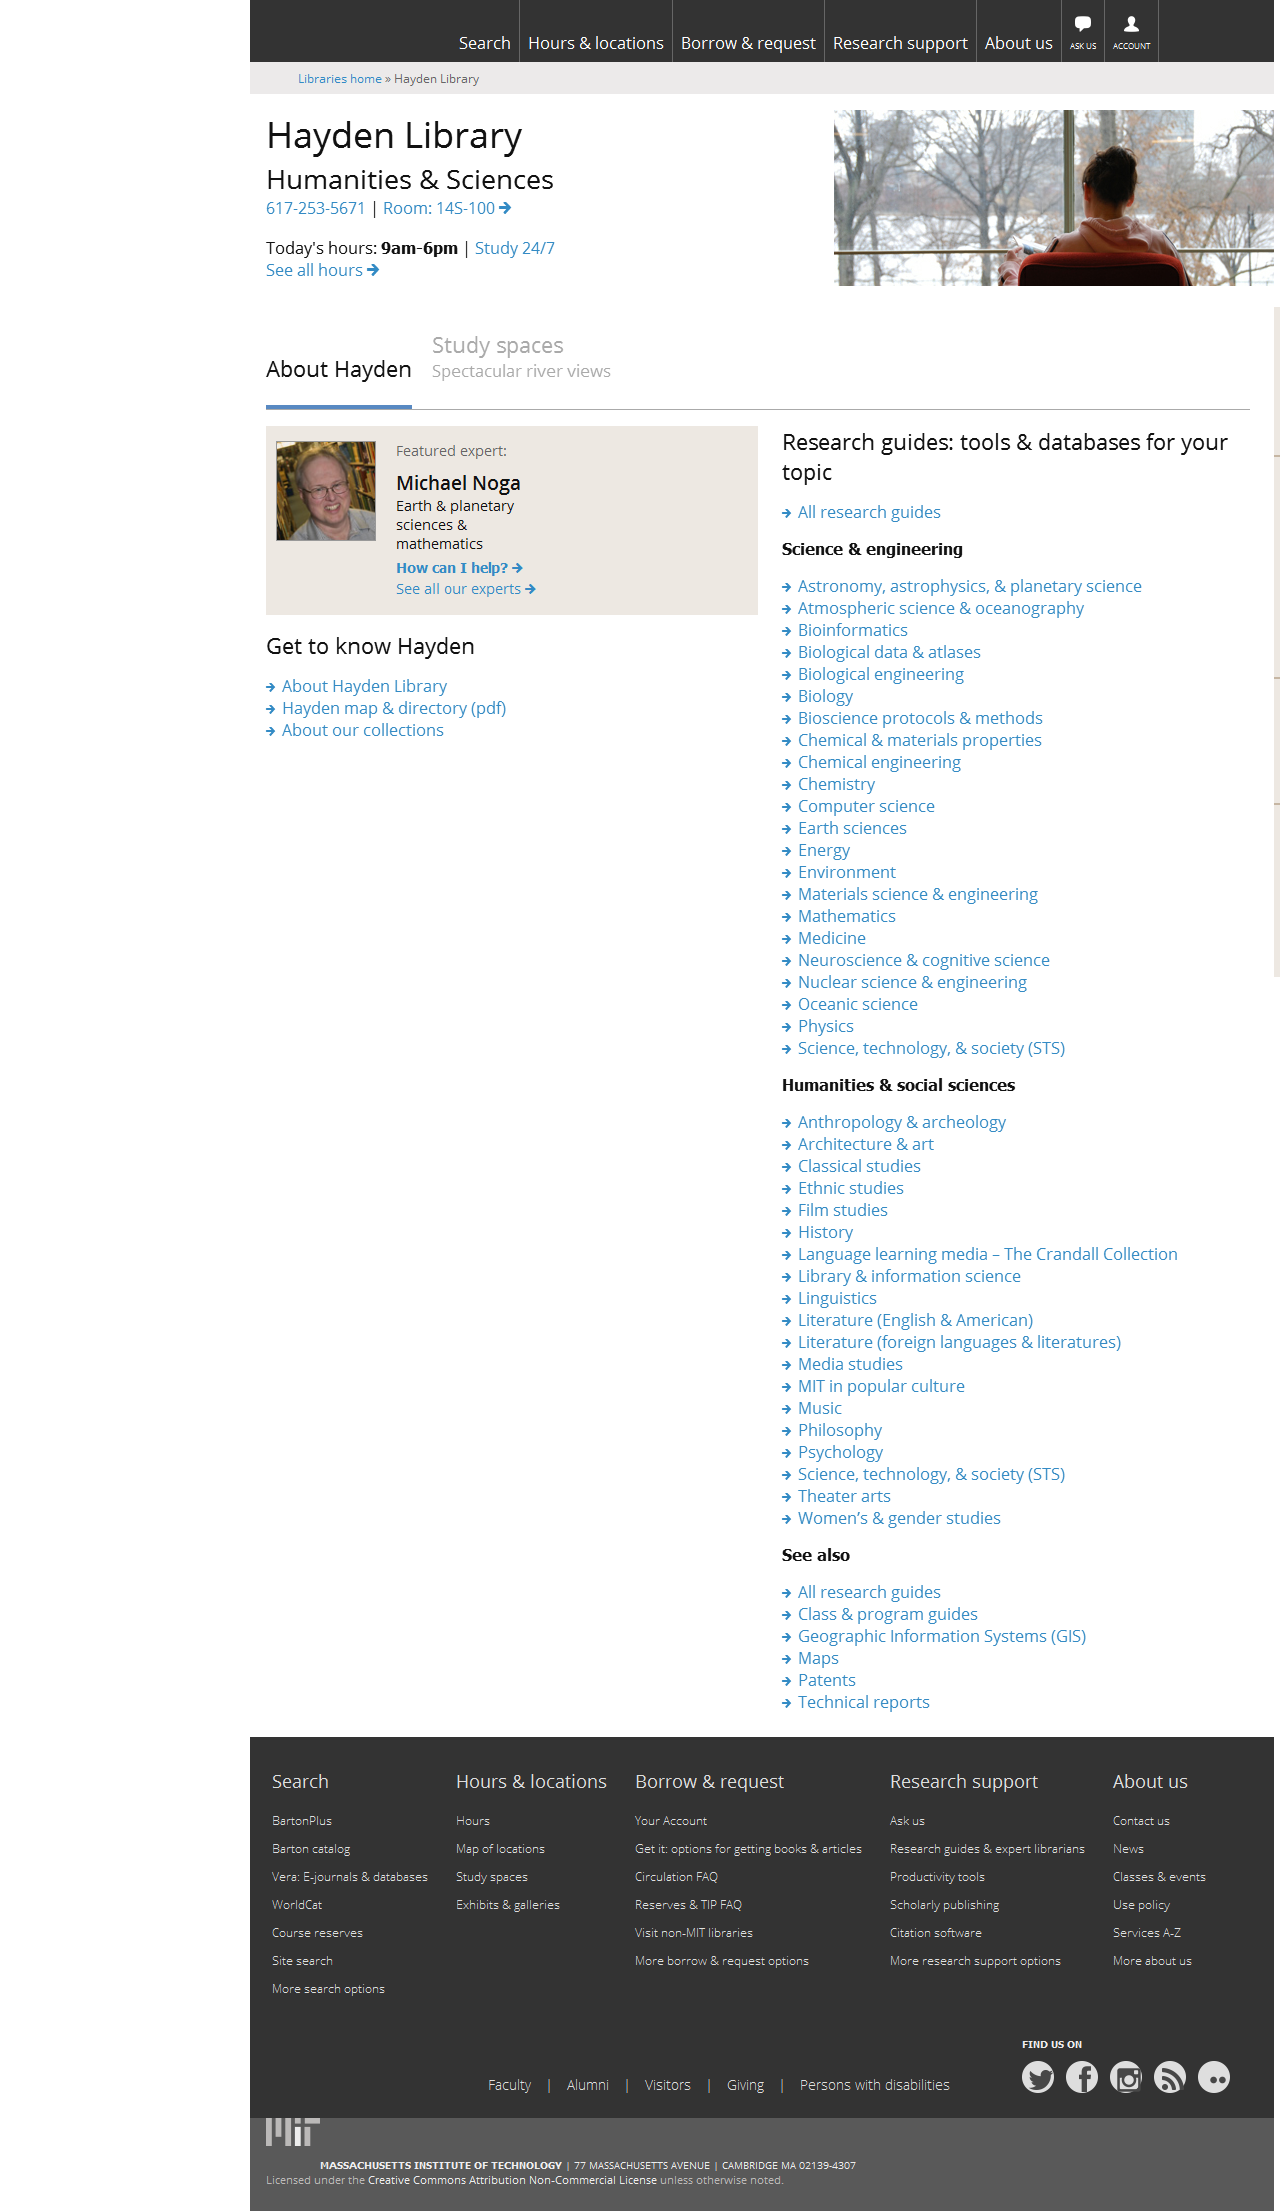 Search
Hours & locations
Borrow & request
Research support
About us
ASK US
ACCOUNT
Libraries home » Hayden Library
Hayden Library
Humanities & Sciences
617-253-5671 | Room: 14S-100
Today's hours: 9am-6pm | Study 24/7
See all hours
About Hayden
Study spaces
Spectacular river views
Featured expert:
Michael Noga
Earth & planetary
sciences &
mathematics
How can I help?
See all our experts
Get to know Hayden
About Hayden Library
Hayden map & directory (pdf)
About our collections
Research guides: tools & databases for your
topic
All research guides
Science & engineering
Astronomy, astrophysics, & planetary science
Atmospheric science & oceanography
Bioinformatics
Biological data & atlases
Biological engineering
Biology
Bioscience protocols & methods
Chemical & materials properties
Chemical engineering
Chemistry
Computer science
Earth sciences
Energy
Environment
Materials science & engineering
Mathematics
Medicine
Neuroscience & cognitive science
Nuclear science & engineering
Oceanic science
Physics
Science, technology, & society (STS)
Humanities & social sciences
Anthropology & archeology
Architecture & art
Classical studies
Ethnic studies
Film studies
History
Language learning media – The Crandall Collection
Library & information science
Linguistics
Literature (English & American)
Literature (foreign languages & literatures)
Media studies
MIT in popular culture
Music
Philosophy
Psychology
Science, technology, & society (STS)
Theater arts
Women’s & gender studies
See also
All research guides
Class & program guides
Geographic Information Systems (GIS)
Maps
Patents
Technical reports
Search
BartonPlus
Barton catalog
Vera: E-journals & databases
WorldCat
Course reserves
Site search
More search options
Hours & locations
Hours
Map of locations
Study spaces
Exhibits & galleries
Borrow & request
Your Account
Get it: options for getting books & articles
Circulation FAQ
Reserves & TIP FAQ
Visit non-MIT libraries
More borrow & request options
Research support
Ask us
Research guides & expert librarians
Productivity tools
Scholarly publishing
Citation software
More research support options
About us
Contact us
News
Classes & events
Use policy
Services A-Z
More about us
Faculty | Alumni | Visitors | Giving | Persons with disabilities
FIND US ON
MIT
MASSACHUSETTS INSTITUTE OF TECHNOLOGY | 77 MASSACHUSETTS AVENUE | CAMBRIDGE MA 02139-4307
Licensed under the Creative Commons Attribution Non-Commercial License unless otherwise noted.